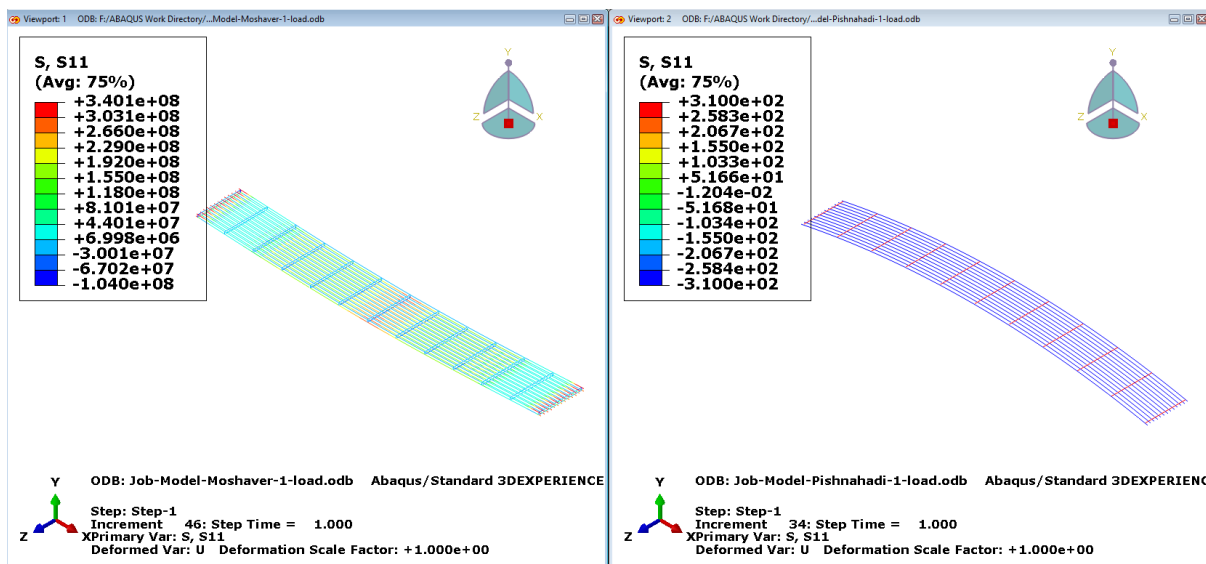 Viewport: 1 ODB: F:/ABAQUS Work Directory/...Model-Moshaver-1-load.odb
S, S11
(Avg: 75%)
+3.401e+08
+3.031e+08
+2.660e+08
+2.290e+08
+1.920e+08
+1.550e+08
+1.180e+08
+8.101e+07
+4.401e+07
+6.998e+06
-3.001e+07
-6.702e+07
-1.040e+08
Y
Z
X
Y
Z
X
ODB: Job-Model-Moshaver-1-load.odb Abaqus/Standard 3DEXPERIENCE
Step: Step-1
Increment 46: Step Time = 1.000
Primary Var: S, S11
Deformed Var: U Deformation Scale Factor: +1.000e+00
Viewport: 2 ODB: F:/ABAQUS Work Directory/...del-Pishnahadi-1-load.odb
S, S11
(Avg: 75%)
+3.100e+02
+2.583e+02
+2.067e+02
+1.550e+02
+1.033e+02
+5.166e+01
-1.204e-02
-5.168e+01
-1.034e+02
-1.550e+02
-2.067e+02
-2.584e+02
-3.100e+02
Y
Z
X
Y
Z
X
ODB: Job-Model-Pishnahadi-1-load.odb Abaqus/Standard 3DEXPERIENC
Step: Step-1
Increment 34: Step Time = 1.000
Primary Var: S, S11
Deformed Var: U Deformation Scale Factor: +1.000e+00